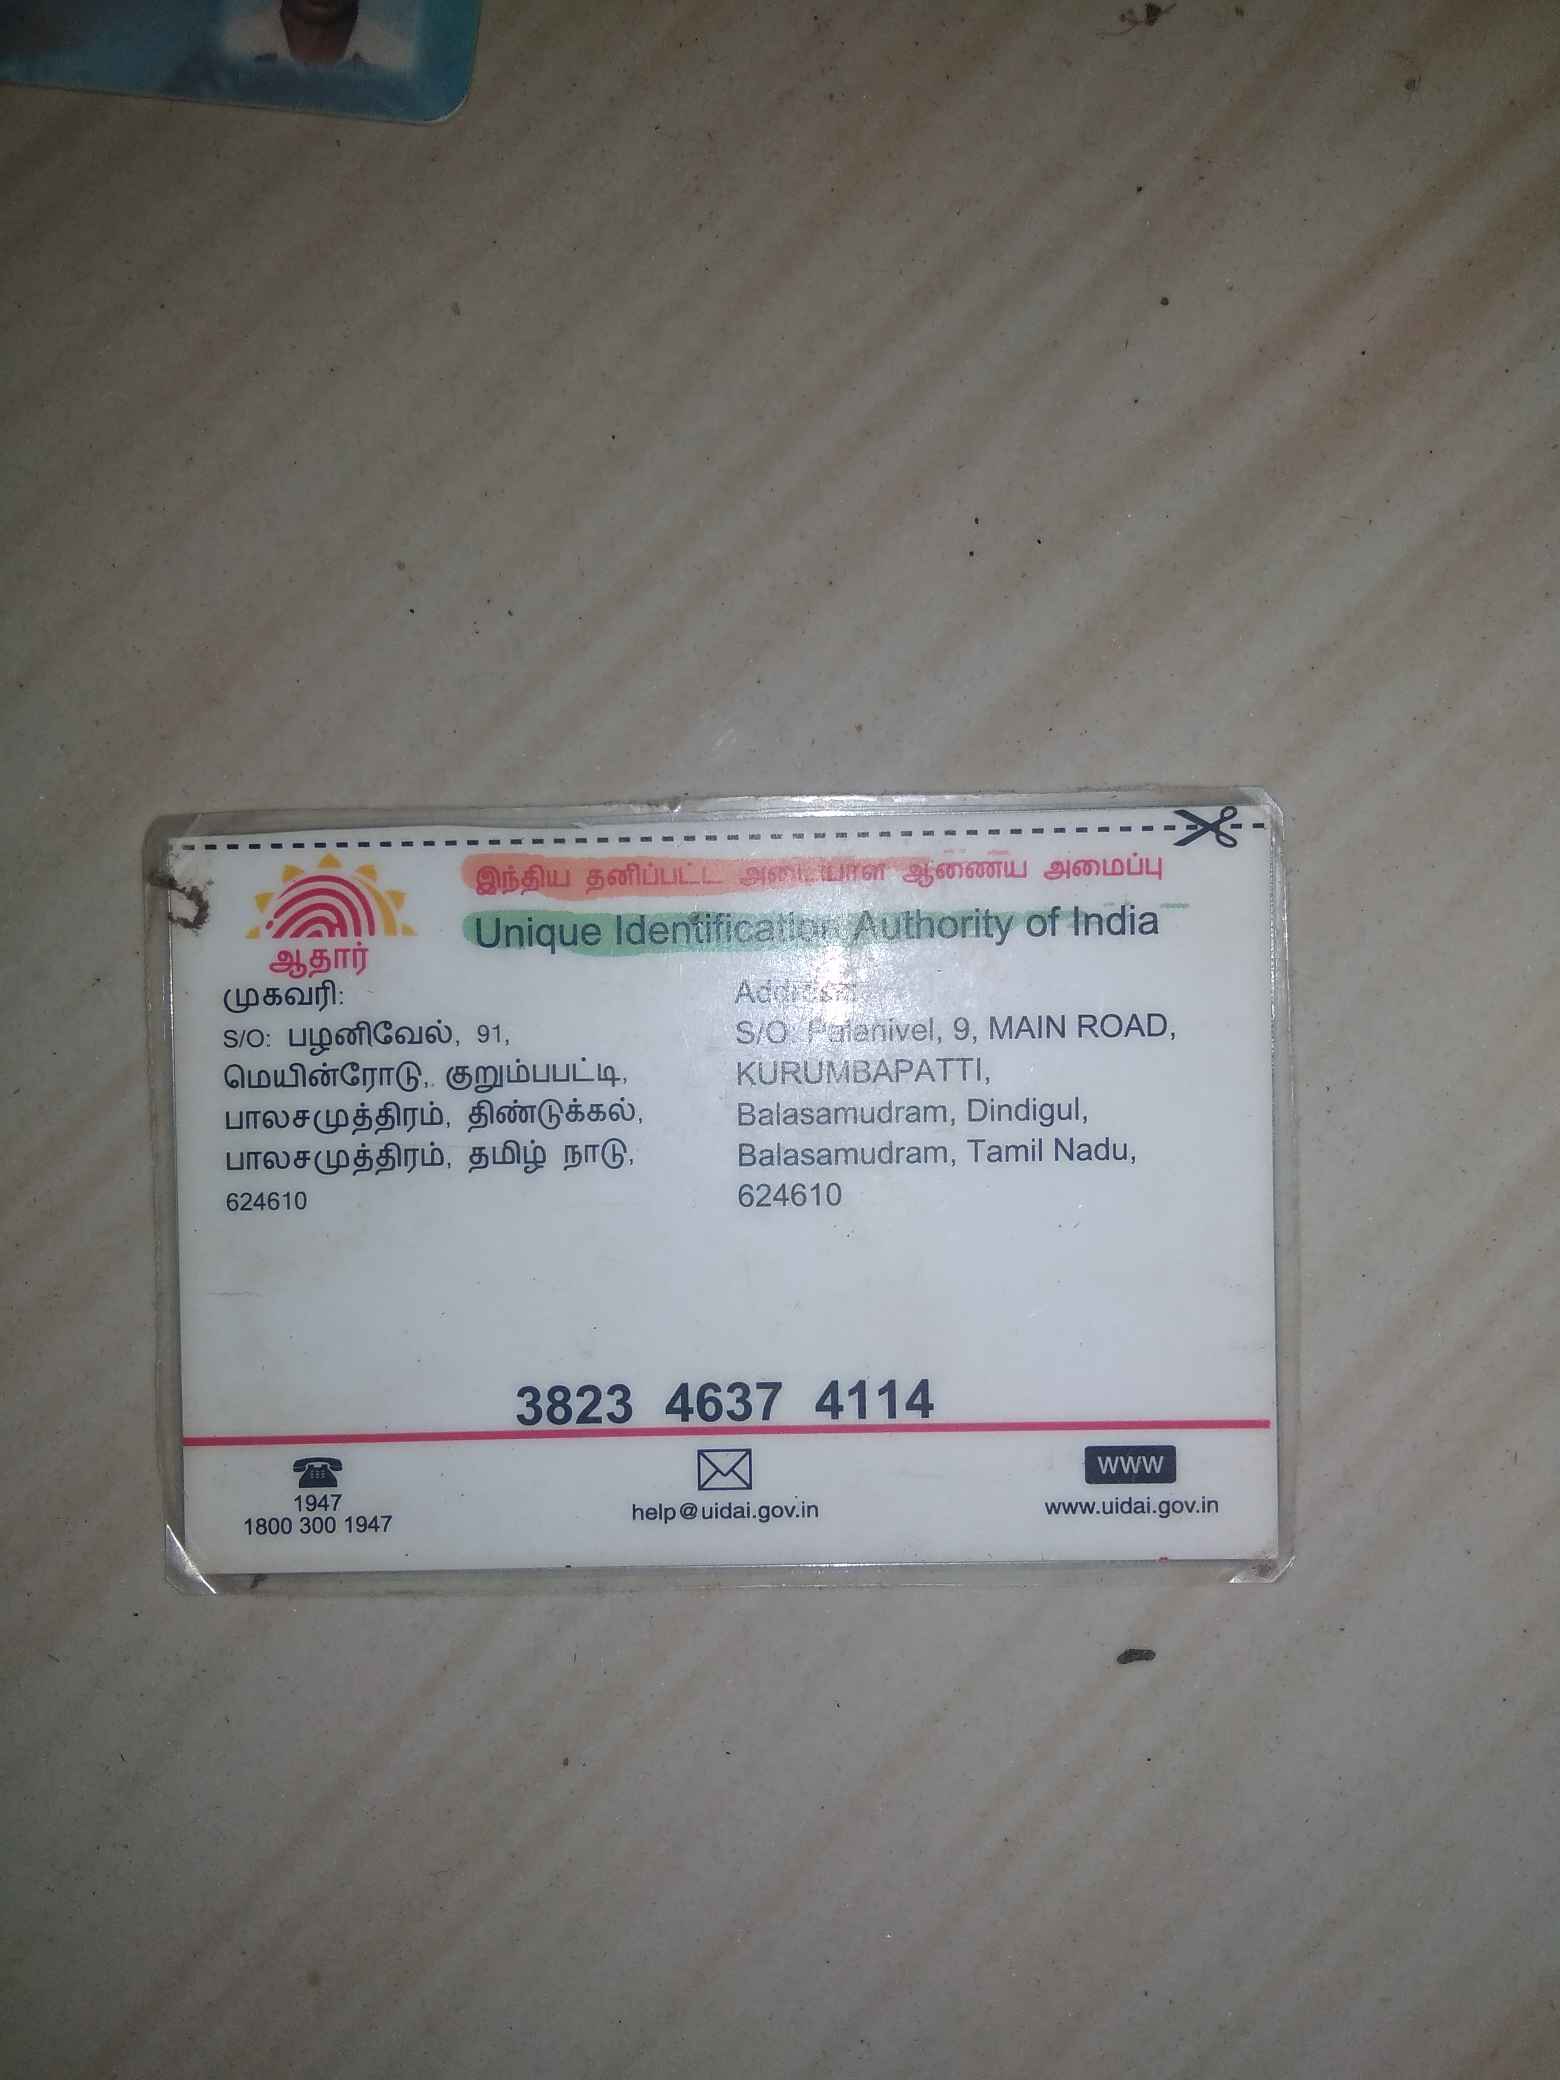 இந்திய தனிப்பட்ட அடையாள ஆணைய அமைப்பு
Unique Identification Authority of India
ஆதார்
முகவரி:
S/O: பழனிவேல், 91,
மெயின்ரோடு,. குறும்பபட்டி,
பாலசமுத்திரம், திண்டுக்கல்,
பாலசமுத்திரம், தமிழ் நாடு,
624610
Address:
S/O: Palanivel, 9, MAIN ROAD,
KURUMBAPATTI,
Balasamudram, Dindigul,
Balasamudram, Tamil Nadu,
624610
3823 4637 4114
1947
1800 300 1947
help@uidai.gov.in
WWW
www.uidai.gov.in